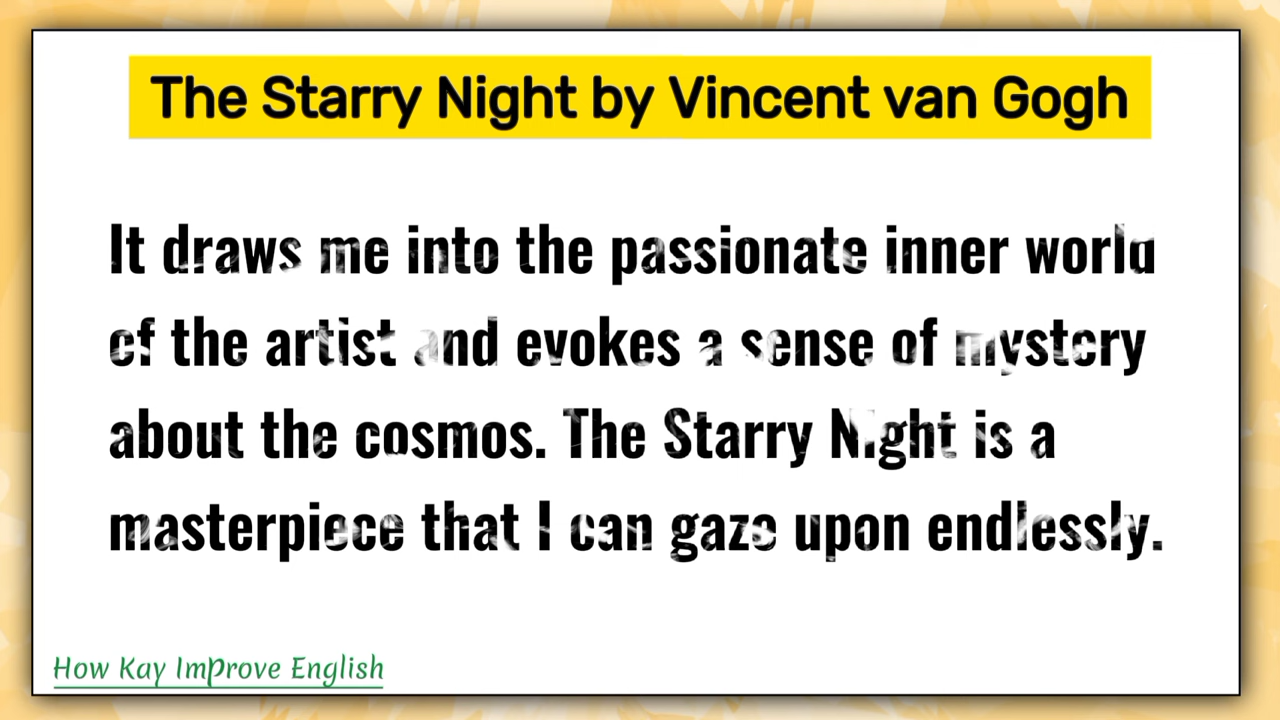 The Starry Night by Vincent van Gogh
It draws me into the passionate inner world
of the artist and evokes a sense of mystery
about the cosmos. The Starry Night is a
masterpiece that I can gaze upon endlessly.
How Kay Improve English